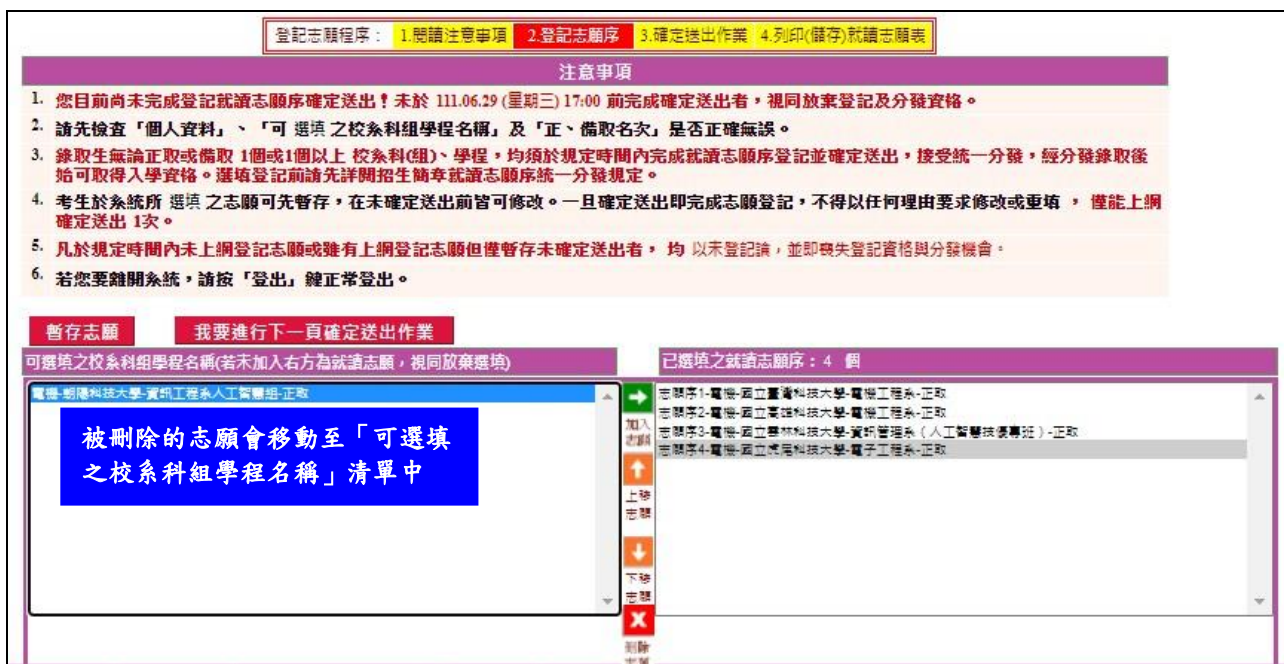 登記志願程序： 1.閱讀注意事項 2.登記志願序 3.確定送出作業 4.列印(儲存)就讀志願表
注意事項
1. 您目前尚未完成登記就讀志願序確定送出！未於 111.06.29 (星期三) 17:00 前完成確定送出者，視同放棄登記及分發資格。
2. 請先檢查「個人資料」、「可 選填 之校系科組學程名稱」及「正、備取名次」是否正確無誤。
3. 錄取生無論正取或備取 1個或1個以上 校系科(組)、學程，均須於規定時間內完成就讀志願序登記並確定送出，接受統一分發，經分發錄取後
始可取得入學資格。選填登記前請先詳閱招生簡章就讀志願序統一分發規定。
4. 考生於系統所 選填 之志願可先暫存，在未確定送出前皆可修改。一旦確定送出即完成志願登記，不得以任何理由要求修改或重填 ， 僅能上網
確定送出 1次。
5. 凡於規定時間內未上網登記志願或雖有上網登記志願但僅暫存未確定送出者， 均 以未登記論，並即喪失登記資格與分發機會。
6. 若您要離開系統，請按「登出」鍵正常登出。
暫存志願
我要進行下一頁確定送出作業
可選填之校系科組學程名稱(若未加入右方為就讀志願，視同放棄選填)
已選填之就讀志願序：4 個
電機-朝陽科技大學-資訊工程系人工智慧組-正取
被刪除的志願會移動至「可選填
之校系科組學程名稱」清單中
加入
志願
上移
志願
下移
志願
刪除
志願
志願序1-電機-國立臺灣科技大學-電機工程系-正取
志願序2-電機-國立高雄科技大學-電機工程系-正取
志願序3-電機-國立雲林科技大學-資訊管理系（人工智慧技優專班）-正取
志願序4-電機-國立虎尾科技大學-電子工程系-正取